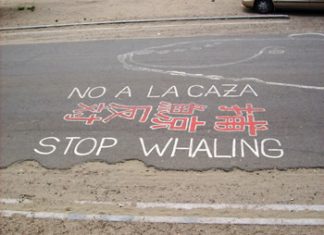 NO A LA CAZA
捕鯨反対
STOP WHALING